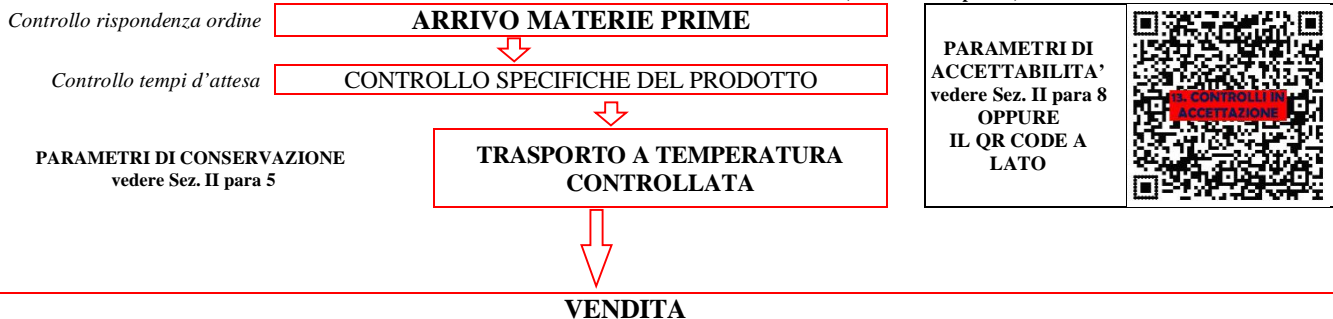 Controllo rispondenza ordine
ARRIVO MATERIE PRIME
Controllo tempi d'attesa
CONTROLLO SPECIFICHE DEL PRODOTTO
PARAMETRI DI CONSERVAZIONE
vedere Sez. II para 5
TRASPORTO A TEMPERATURA
CONTROLLATA
PARAMETRI DI
ACCETTABILITA'
vedere Sez. II para 8
OPPURE
IL QR CODE A
LATO
13. CONTROLLI IN
ACCETTAZIONE
VENDITA